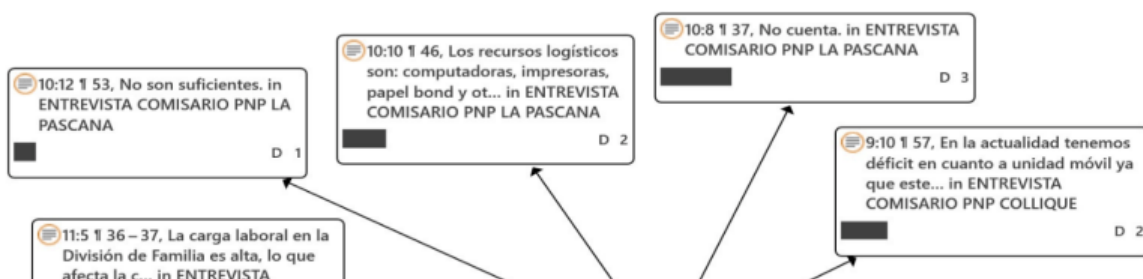 10:12 ¶ 53, No son suficientes. in
ENTREVISTA COMISARIO PNP LA
PASCANA
D 1
10:10 ¶ 46, Los recursos logísticos
son: computadoras, impresoras,
papel bond y ot... in ENTREVISTA
COMISARIO PNP LA PASCANA
D 2
10:8 ¶ 37, No cuenta. in ENTREVISTA
COMISARIO PNP LA PASCANA
D 3
9:10 ¶ 57, En la actualidad tenemos
déficit en cuanto a unidad móvil ya
que este... in ENTREVISTA
COMISARIO PNP COLLIQUE
D 2
11:5 ¶ 36 – 37, La carga laboral en la
División de Familia es alta, lo que
afecta la c... in ENTREVISTA